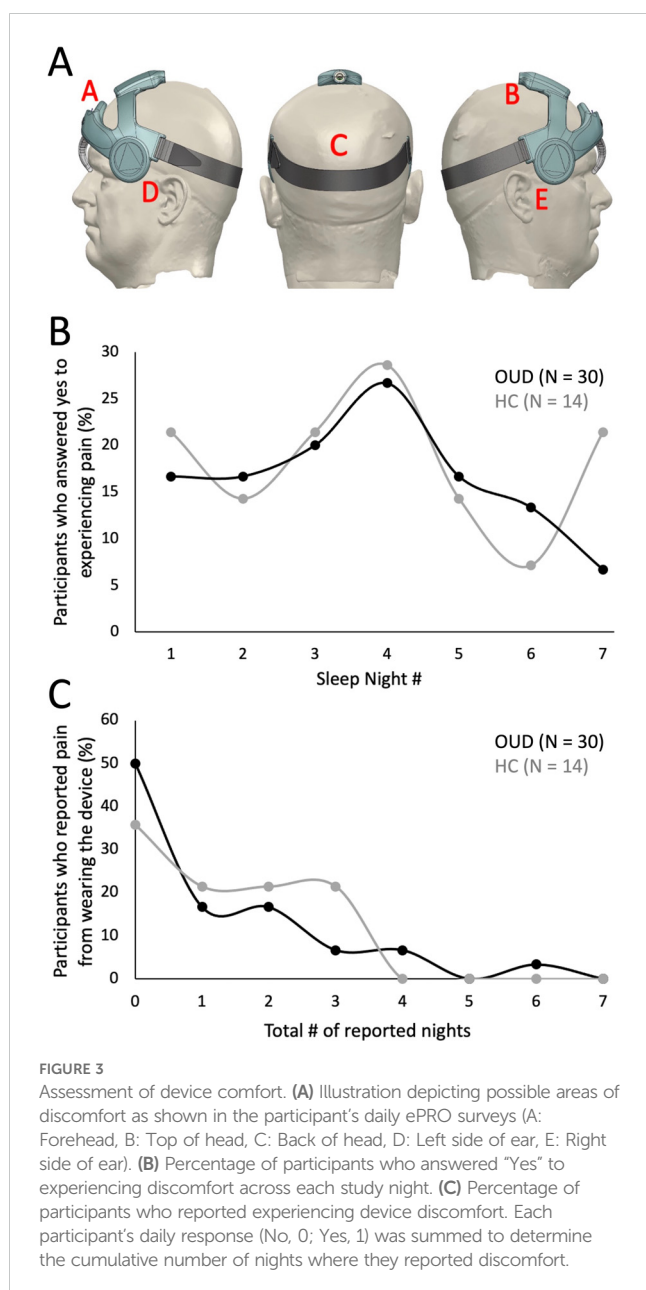 A
A
B
C
D
E
B
Participants who answered yes to
experiencing pain (%)
30
25
20
15
10
5
0
OUD (N = 30)
HC (N = 14)
1 2 3 4 5 6 7
Sleep Night #
C
Participants who reported pain
from wearing the device (%)
60
50
40
30
20
10
0
OUD (N = 30)
HC (N = 14)
0 1 2 3 4 5 6 7
Total # of reported nights
FIGURE 3
Assessment of device comfort. (A) Illustration depicting possible areas of
discomfort as shown in the participant's daily ePRO surveys (A:
Forehead, B: Top of head, C: Back of head, D: Left side of ear, E: Right
side of ear). (B) Percentage of participants who answered "Yes" to
experiencing discomfort across each study night. (C) Percentage of
participants who reported experiencing device discomfort. Each
participant's daily response (No, 0; Yes, 1) was summed to determine
the cumulative number of nights where they reported discomfort.